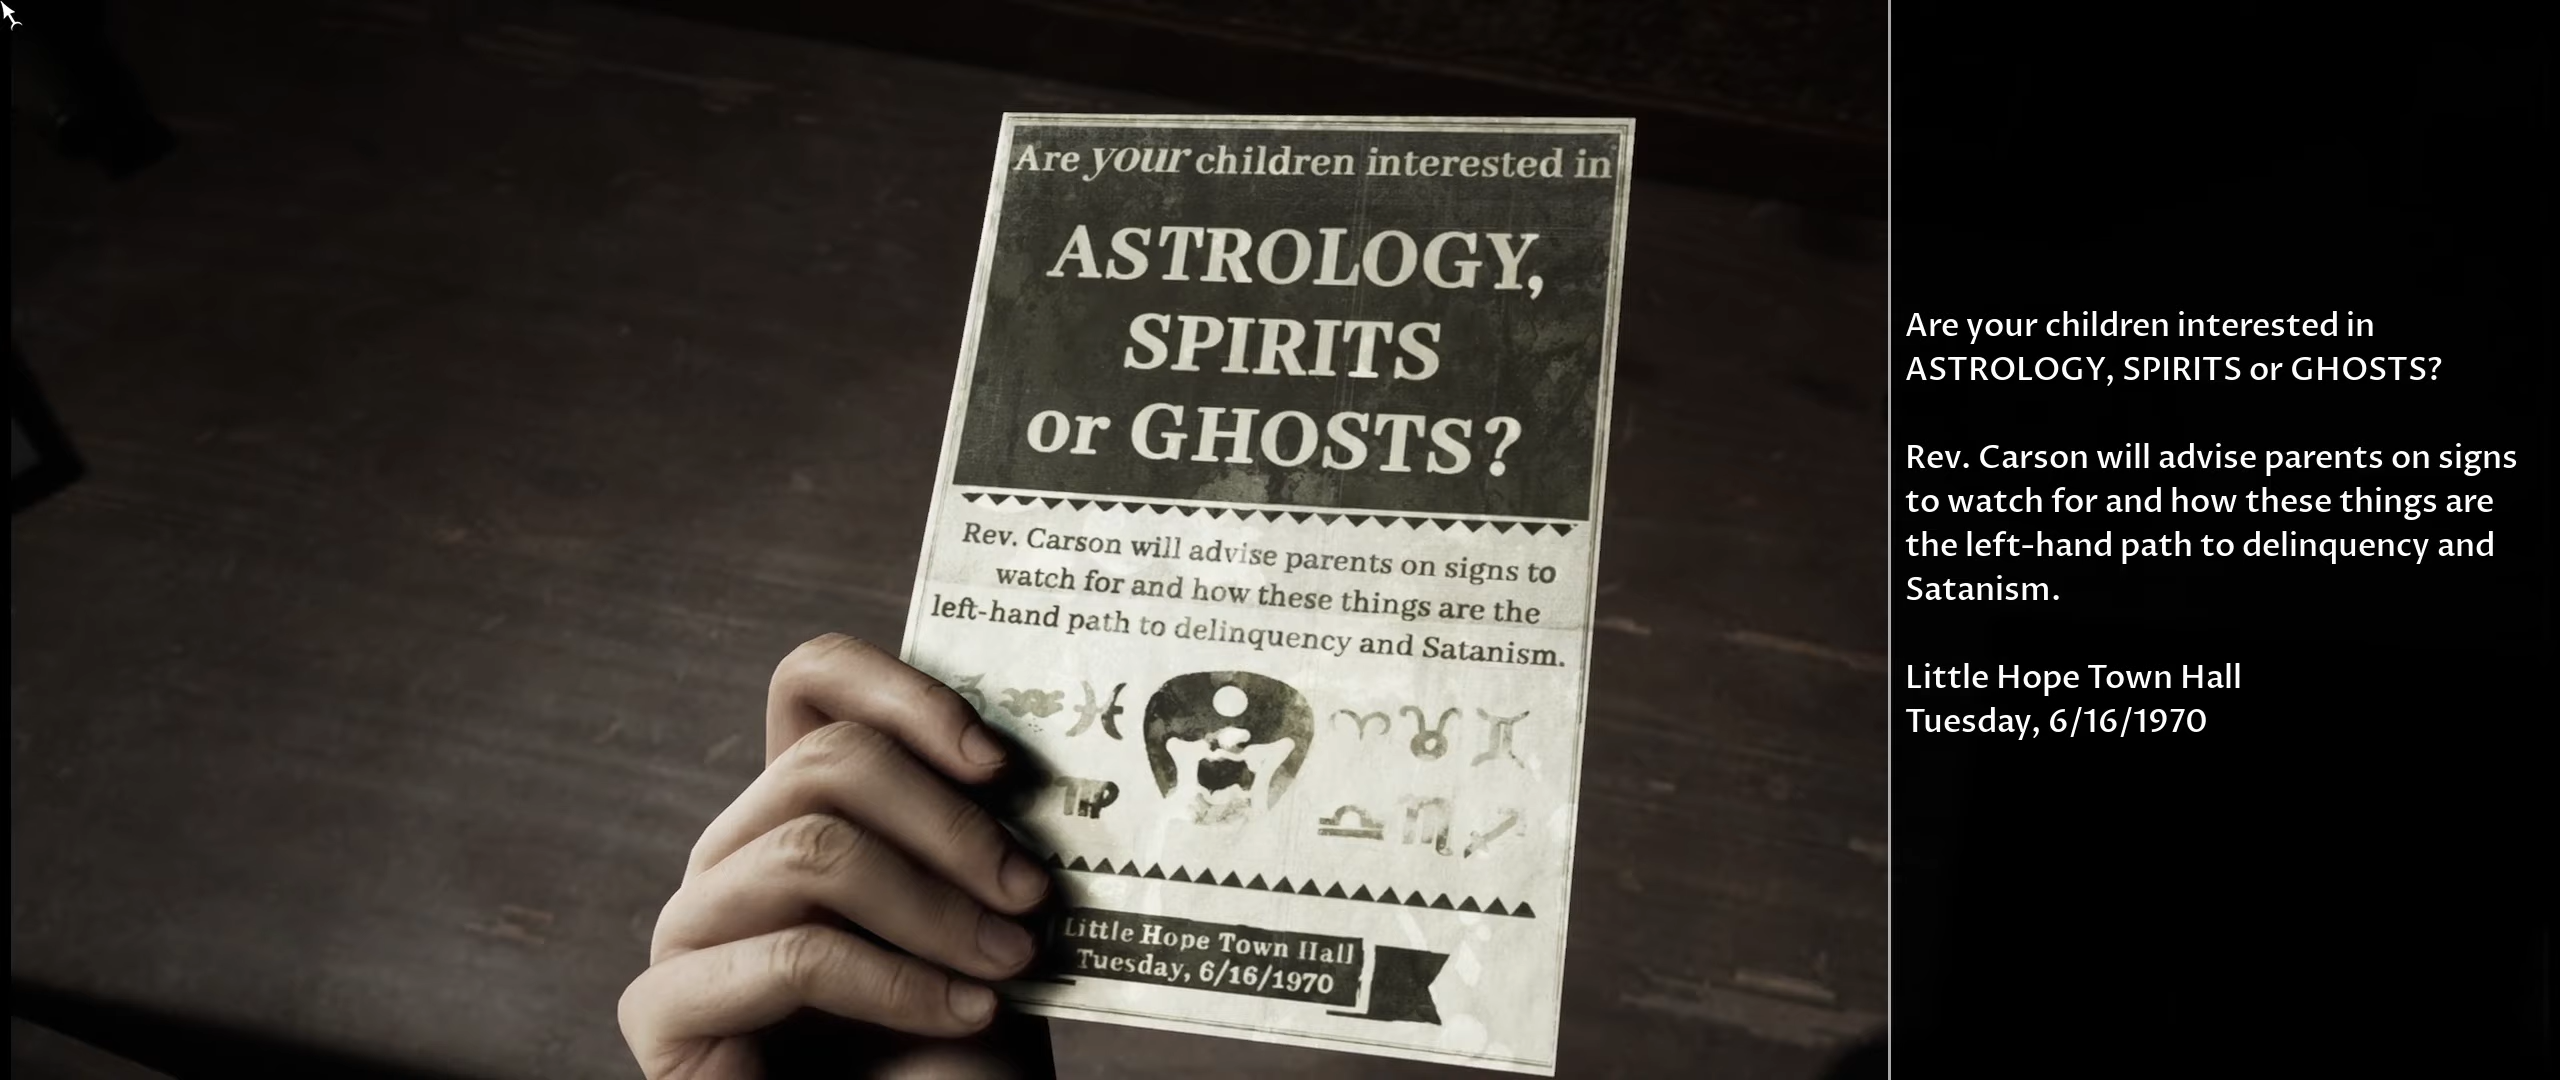 Are your children interested in
ASTROLOGY,
SPIRITS
or GHOSTS?
Rev. Carson will advise parents on signs to
watch for and how these things are the
left-hand path to delinquency and Satanism.
Little Hope Town Hall
Tuesday, 6/16/1970
Are your children interested in
ASTROLOGY, SPIRITS or GHOSTS?
Rev. Carson will advise parents on signs
to watch for and how these things are
the left-hand path to delinquency and
Satanism.
Little Hope Town Hall
Tuesday, 6/16/1970